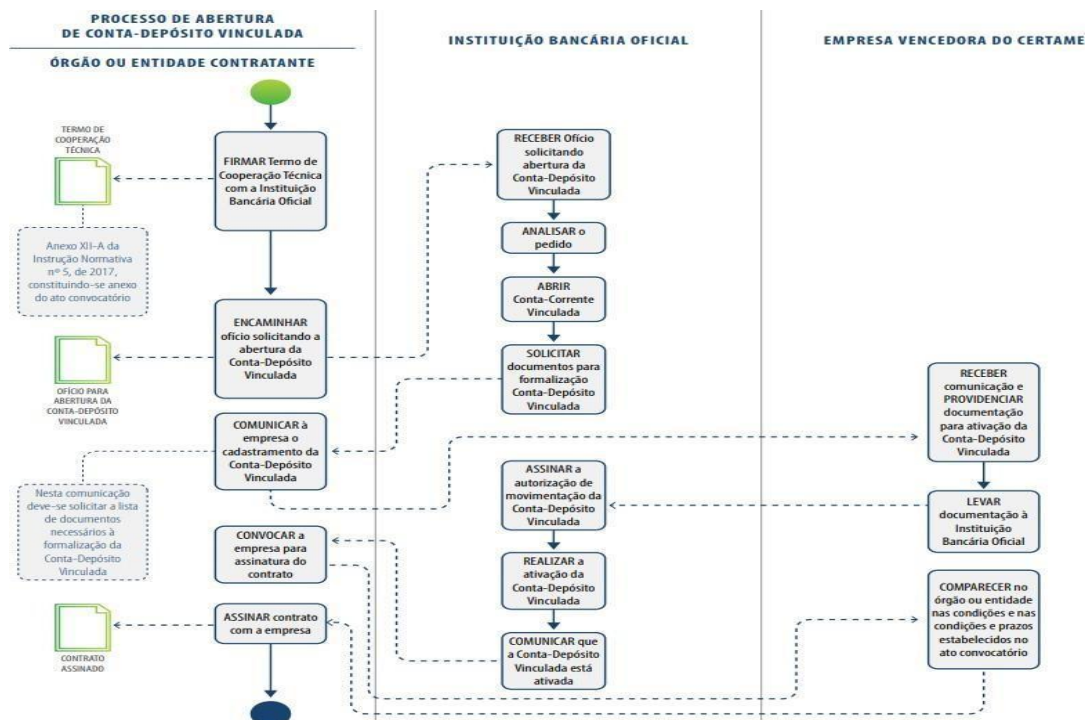 PROCESSO DE ABERTURA
DE CONTA-DEPÓSITO VINCULADA
ÓRGÃO OU ENTIDADE CONTRATANTE
TERMO DE
COOPERAÇÃO
TÉCNICA
FIRMAR Termo de
Cooperação Técnica
com a Instituição
Bancária Oficial
Anexo XII-A da
Instrução Normativa
nº 5, de 2017,
constituindo-se anexo
do ato convocatório
ENCAMINHAR
ofício solicitando a
abertura da
Conta-Depósito
Vinculada
OFÍCIO PARA
ABERTURA DA
CONTA-DEPÓSITO
VINCULADA
COMUNICAR à
empresa o
cadastramento da
Conta-Depósito
Vinculada
Nesta comunicação
deve-se solicitar a lista
de documentos
necessários à
formalização da
Conta-Depósito
Vinculada
CONVOCAR a
empresa para
assinatura do
contrato
ASSINAR contrato
com a empresa
CONTRATO
ASSINADO
INSTITUIÇÃO BANCÁRIA OFICIAL
RECEBER Ofício
solicitando
abertura da
Conta-Depósito
Vinculada
ANALISAR o
pedido
ABRIR
Conta-Corrente
Vinculada
SOLICITAR
documentos para
formalização
Conta-Depósito
Vinculada
ASSINAR a
autorização de
movimentação da
Conta-Depósito
Vinculada
REALIZAR a
ativação da
Conta-Depósito
Vinculada
COMUNICAR que
a Conta-Depósito
Vinculada está
ativada
EMPRESA VENCEDORA DO CERTAME
RECEBER
comunicação e
PROVIDENCIAR
documentação
para ativação da
Conta-Depósito
Vinculada
LEVAR
documentação à
Instituição
Bancária Oficial
COMPARECER no
órgão ou entidade
nas condições e nas
condições e prazos
estabelecidos no
ato convocatório